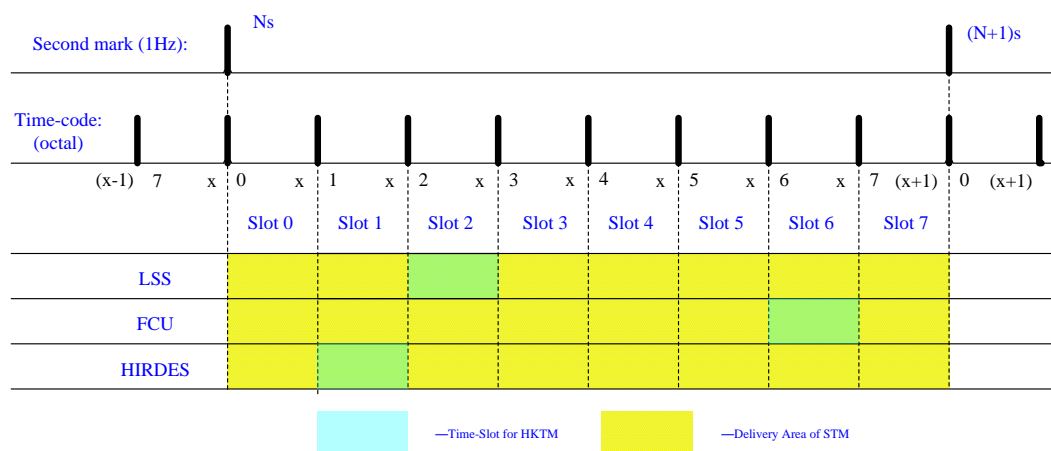 Ns
Second mark (1Hz):
(N+1)s
Time-code:
(octal)
(x-1) 7 x 0 x 1 x 2 x 3 x 4 x 5 x 6 x 7 (x+1) 0 (x+1)
Slot 0 Slot 1 Slot 2 Slot 3 Slot 4 Slot 5 Slot 6 Slot 7
LSS
FCU
HIRDES
—Time-Slot for HKTM —Delivery Area of STM